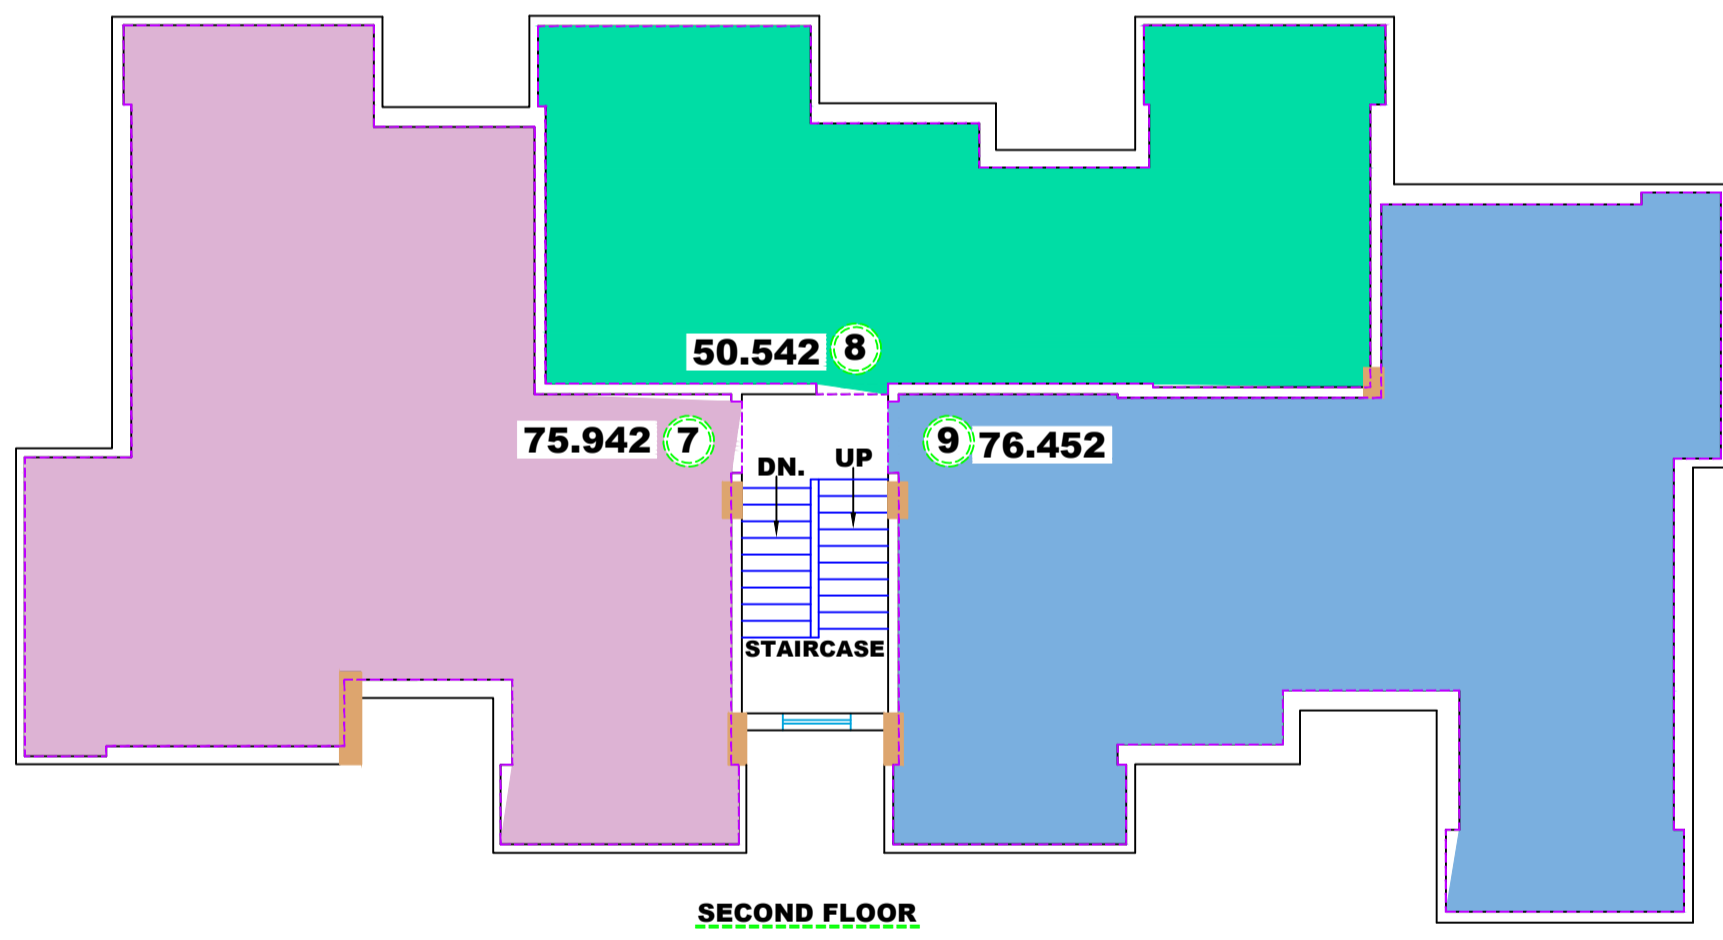 50.542 8
75.942 7
9 76.452
DN.
UP
STAIRCASE
SECOND FLOOR